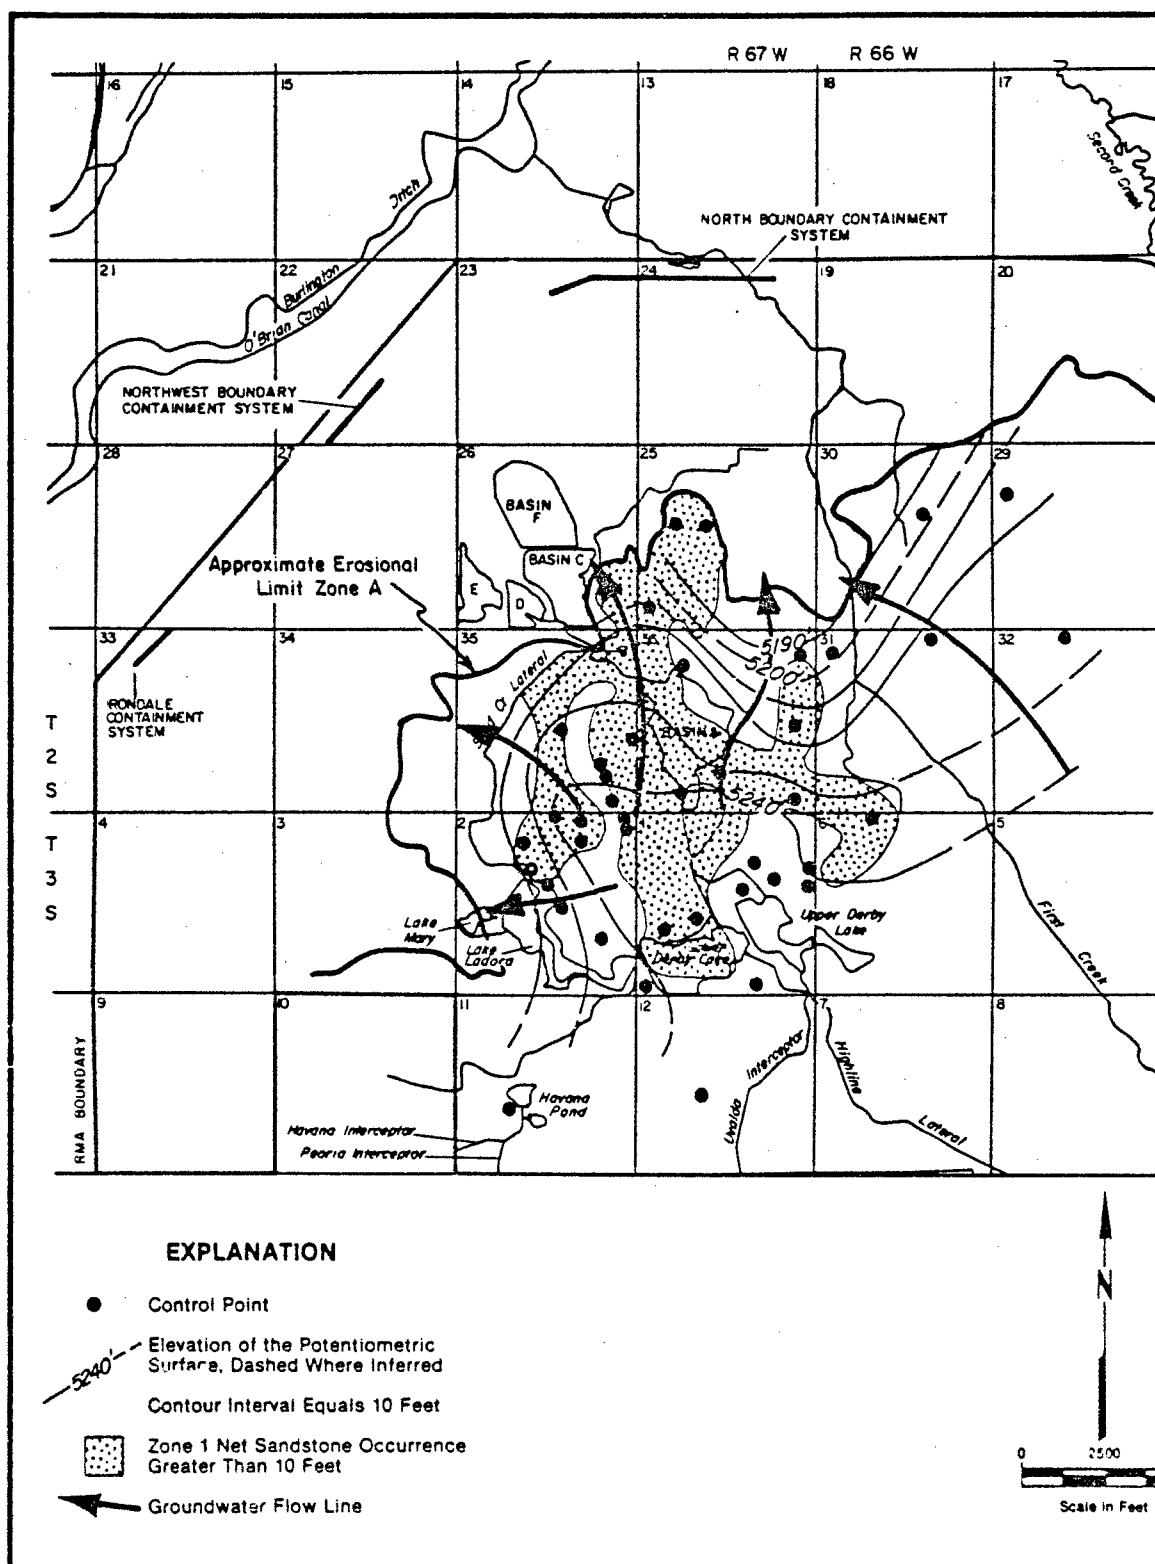 R 67 W   R 66 W
16   15   14   13   18   17
Second Creek
Ditch
NORTH BOUNDARY CONTAINMENT
SYSTEM
21   22   23   24   19   20
Burlington
O'Brian Canal
NORTHWEST BOUNDARY
CONTAINMENT SYSTEM
28   27   26   25   30   29
BASIN
F
BASIN C
Approximate Erosional
Limit Zone A
E
D
33   34   35   36   31   32
5190
5200
Lateral
IRONDALE
CONTAINMENT
SYSTEM
T
2
S
BASIN A
5240'
4   3   2   6   5
T
3
S
Lake
Mary
Lake
Ladora
Upper Derby
Lake
First Creek
9   10   11   12   7   8
RMA BOUNDARY
Havana
Pond
Havana Interceptor
Peoria Interceptor
Uvalda Interceptor
Highline Lateral
EXPLANATION
Control Point
5240'
Elevation of the Potentiometric
Surface, Dashed Where Inferred
Contour Interval Equals 10 Feet
Zone 1 Net Sandstone Occurrence
Greater Than 10 Feet
Groundwater Flow Line
N
0   2500
Scale in Feet